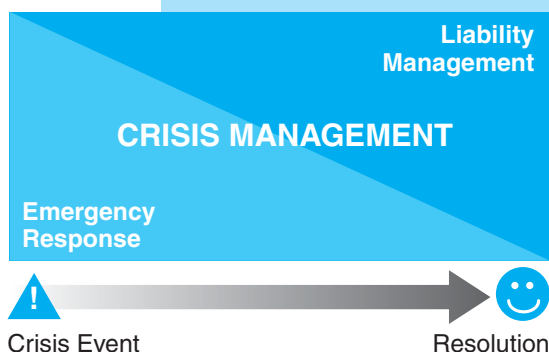 Liability
Management
CRISIS MANAGEMENT
Emergency
Response
!
Crisis Event
Resolution